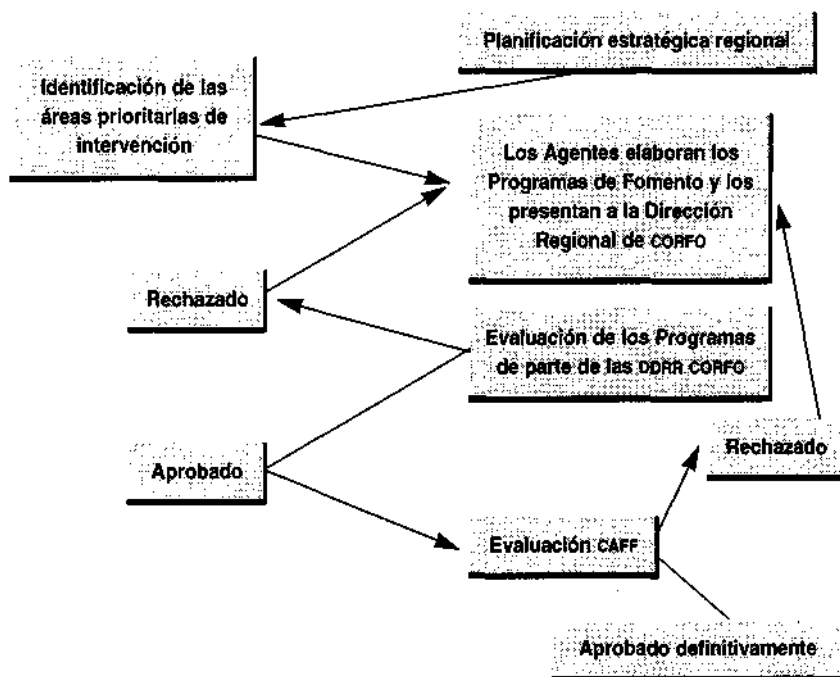 Planificación estratégica regional
Identificación de las
áreas prioritarias de
intervención
Los Agentes elaboran los
Programas de Fomento y los
presentan a la Dirección
Regional de CORFO
Rechazado
Evaluación de los Programas
de parte de las DDRR CORFO
Rechazado
Aprobado
Evaluación CAFF
Aprobado definitivamente